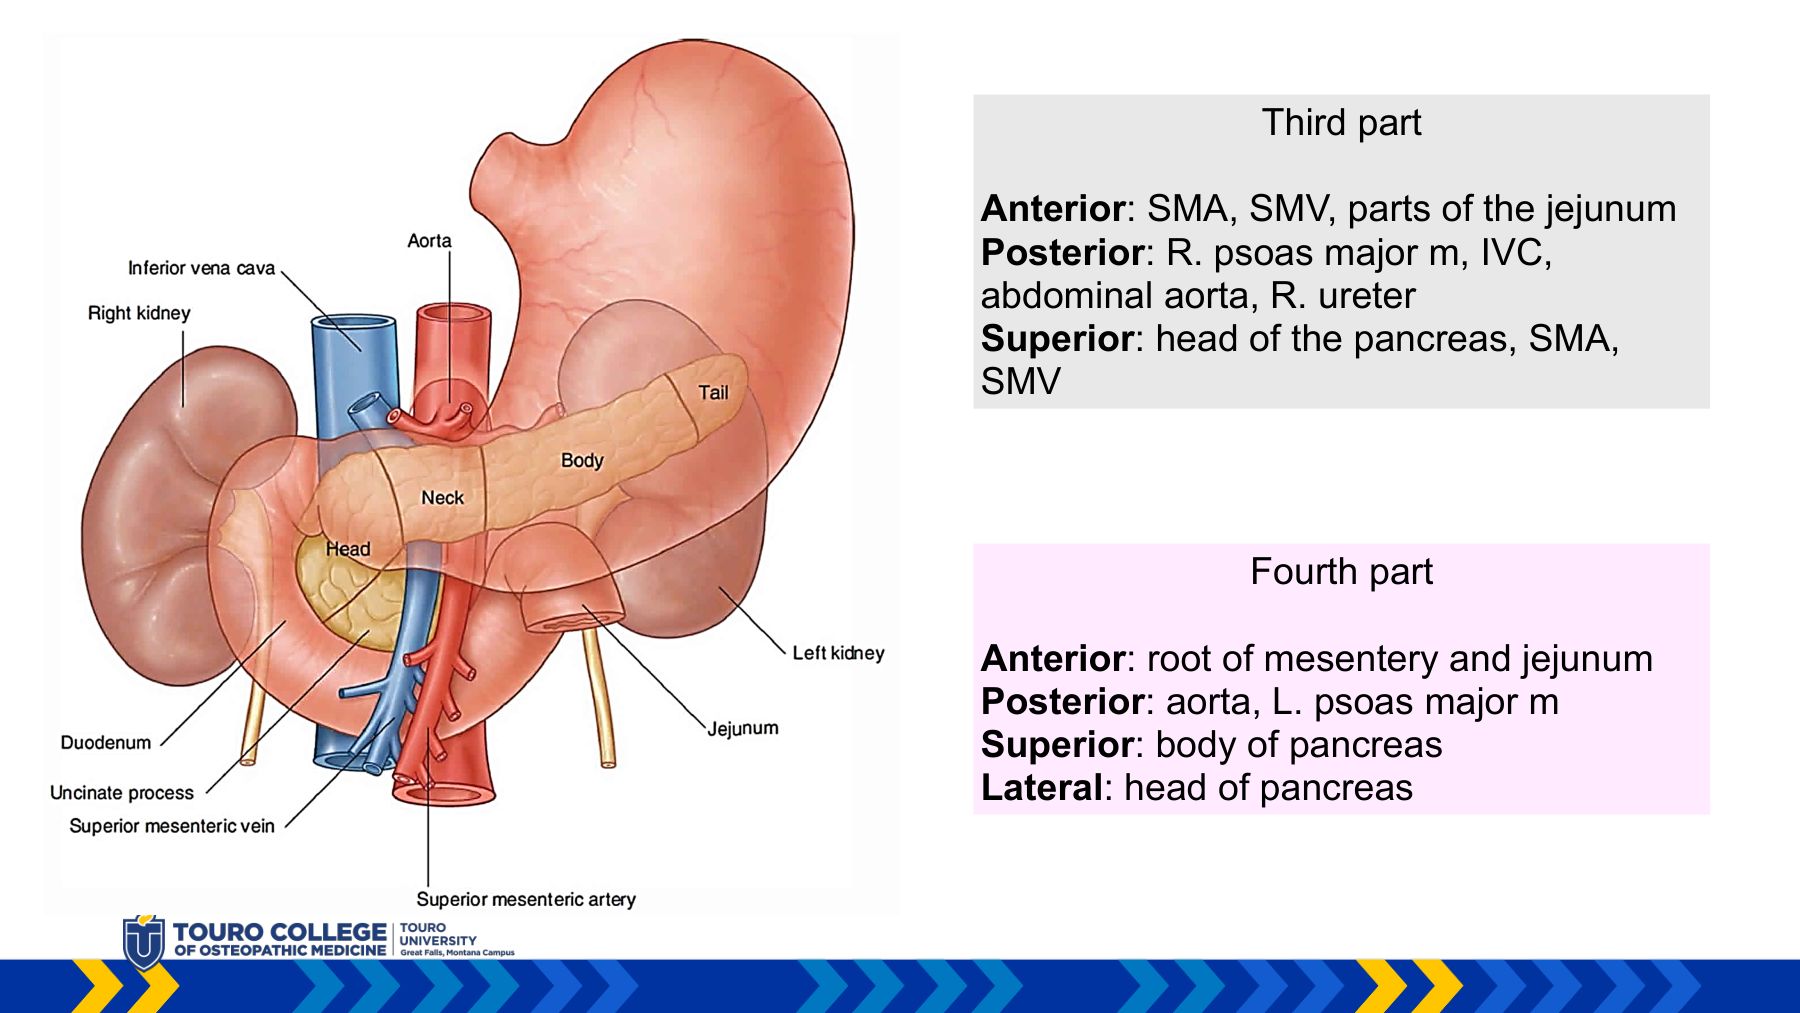 Aorta
Inferior vena cava
Right kidney
Tail
Body
Neck
Head
Left kidney
Jejunum
Duodenum
Uncinate process
Superior mesenteric vein
Superior mesenteric artery
Third part
Anterior: SMA, SMV, parts of the jejunum
Posterior: R. psoas major m, IVC,
abdominal aorta, R. ureter
Superior: head of the pancreas, SMA,
SMV
Fourth part
Anterior: root of mesentery and jejunum
Posterior: aorta, L. psoas major m
Superior: body of pancreas
Lateral: head of pancreas
TOURO COLLEGE
OF OSTEOPATHIC MEDICINE
TOURO
UNIVERSITY
Great Falls, Montana Campus